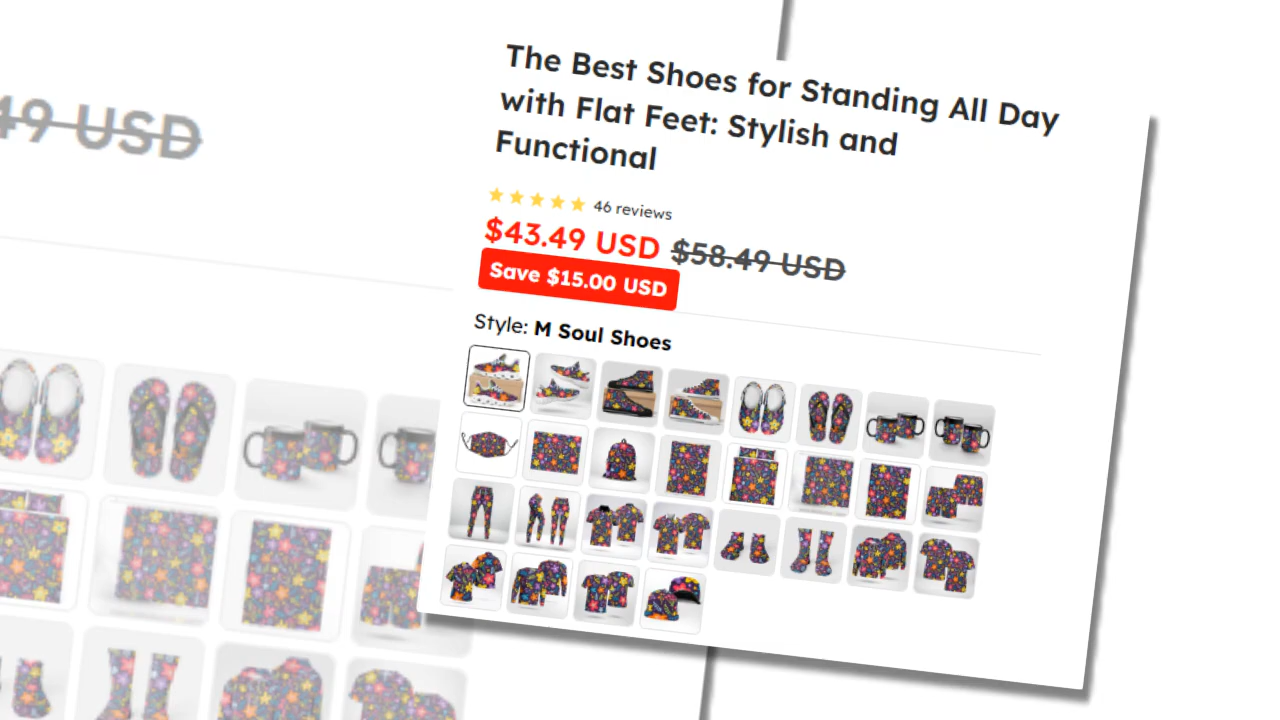 49 USD
The Best Shoes for Standing All Day
with Flat Feet: Stylish and
Functional
46 reviews
$43.49 USD $58.49 USD
Save $15.00 USD
Style: M Soul Shoes